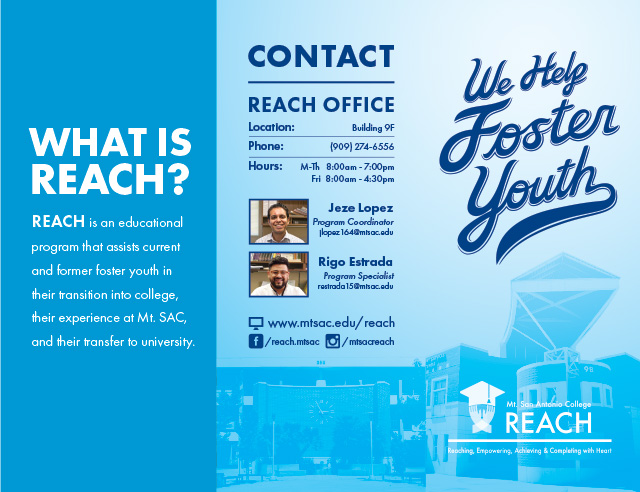 WHAT IS
REACH?
REACH is an educational
program that assists current
and former foster youth in
their transition into college,
their experience at Mt. SAC,
and their transfer to university.
CONTACT
REACH OFFICE
Location: Building 9F
Phone: (909) 274-6556
Hours: M-Th 8:00am - 7:00pm
Fri 8:00am - 4:30pm
Jeze Lopez
Program Coordinator
jlopez164@mtsac.edu
Rigo Estrada
Program Specialist
restrada15@mtsac.edu
www.mtsac.edu/reach
/reach.mtsac /mtsacreach
We Help
Foster
Youth
9B
Mt. San Antonio College
REACH
Reaching, Empowering, Achieving & Completing with Heart